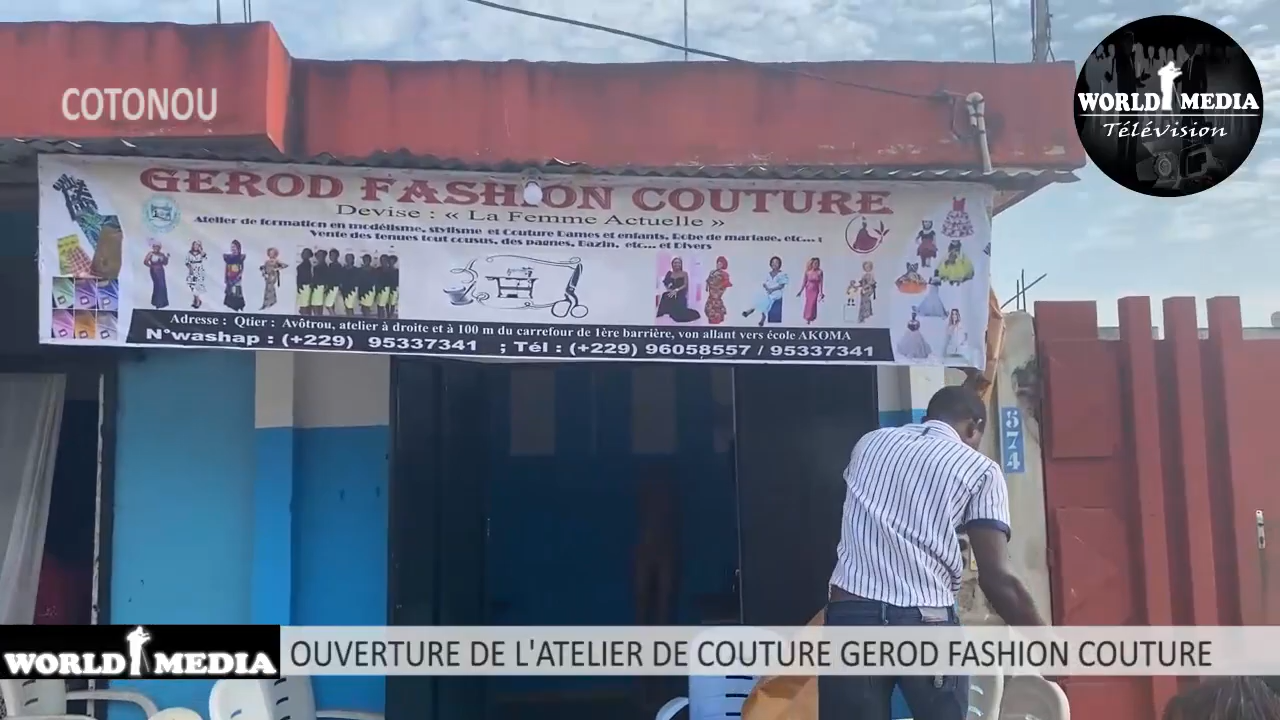 COTONOU
WORLD MEDIA
Télévision
GEROD FASHION COUTURE
Devise : « La Femme Actuelle »
Atelier de formation en modélisme, stylisme et Couture Dames et enfants, Robe de mariage, etc... ;
Vente des tenues tout cousus, des pagnes, Bazin, etc... et Divers
Adresse : Qtier : Avôtrou, atelier à droite et à 100 m du carrefour de 1ère barrière, von allant vers école AKOMA
N°washap : (+229) 95337341 ; Tél : (+229) 96058557 / 95337341
574
WORLD MEDIA
OUVERTURE DE L'ATELIER DE COUTURE GEROD FASHION COUTURE